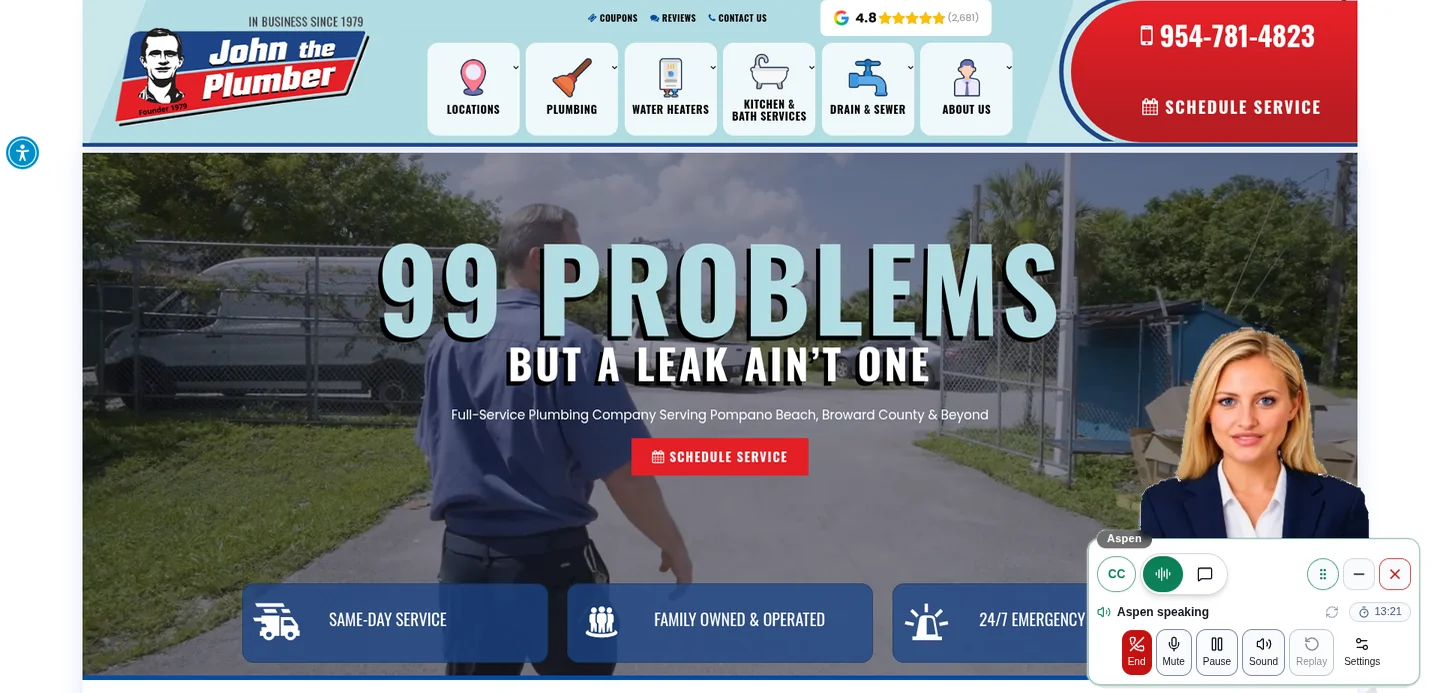 IN BUSINESS SINCE 1979
John the
Plumber
Founder 1979
COUPONS
REVIEWS
CONTACT US
4.8
(2,681)
LOCATIONS
PLUMBING
WATER HEATERS
KITCHEN &
BATH SERVICES
DRAIN & SEWER
ABOUT US
954-781-4823
SCHEDULE SERVICE
99 PROBLEMS
BUT A LEAK AIN’T ONE
Full-Service Plumbing Company Serving Pompano Beach, Broward County & Beyond
SCHEDULE SERVICE
SAME-DAY SERVICE
FAMILY OWNED & OPERATED
24/7 EMERGENCY
Aspen
CC
Aspen speaking
13:21
End
Mute
Pause
Sound
Replay
Settings